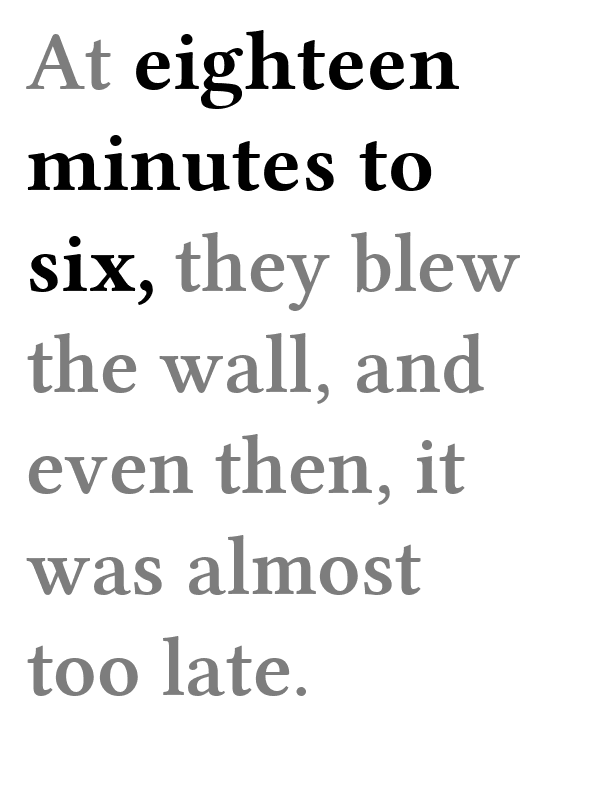 At eighteen
minutes to
six, they blew
the wall, and
even then, it
was almost
too late.